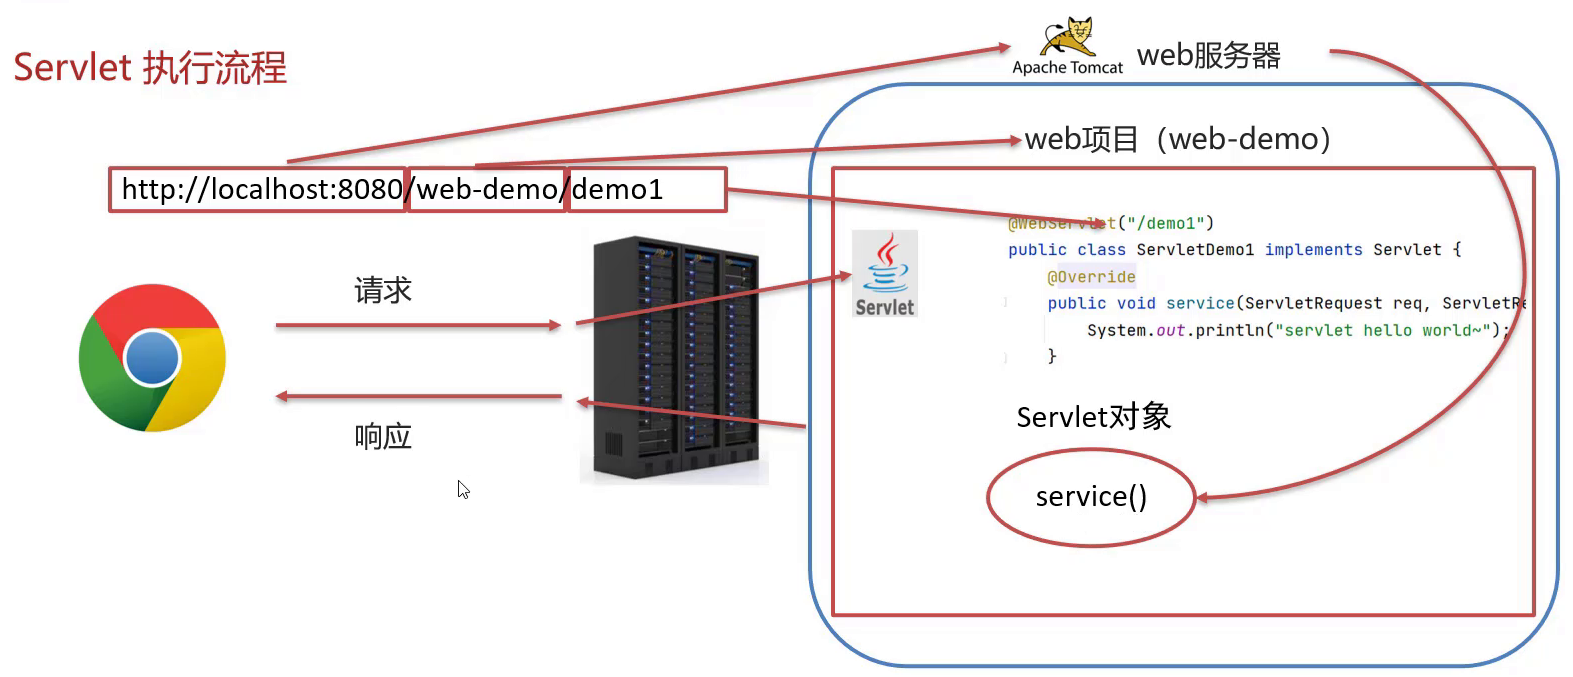 Servlet 执行流程
Apache Tomcat
web服务器
web项目（web-demo）
http://localhost:8080/web-demo/demo1
@WebServlet("/demo1")
public class ServletDemo1 implements Servlet {
@Override
public void service(ServletRequest req, ServletRe
System.out.println("servlet hello world~");
}
Servlet
请求
响应
Servlet对象
service()